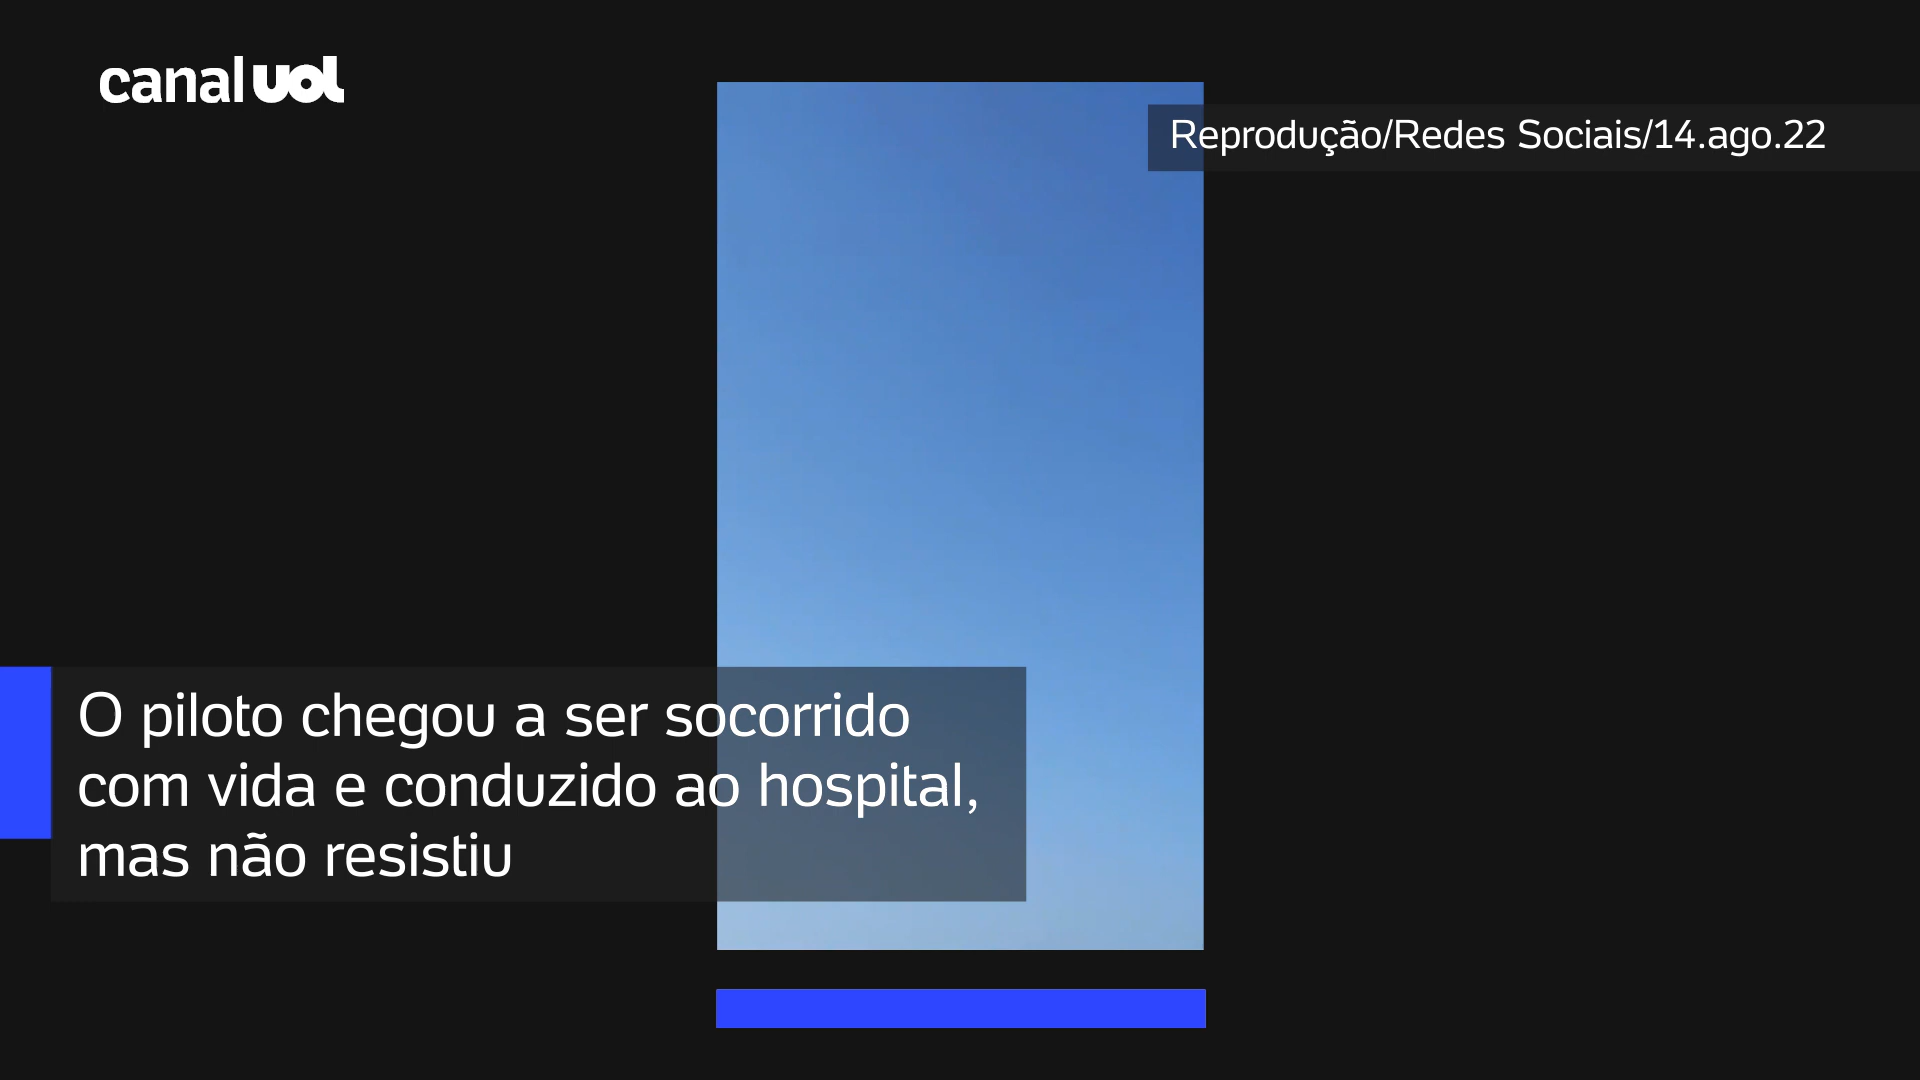 canal uol
Reprodução/Redes Sociais/14.ago.22
O piloto chegou a ser socorrido
com vida e conduzido ao hospital,
mas não resistiu